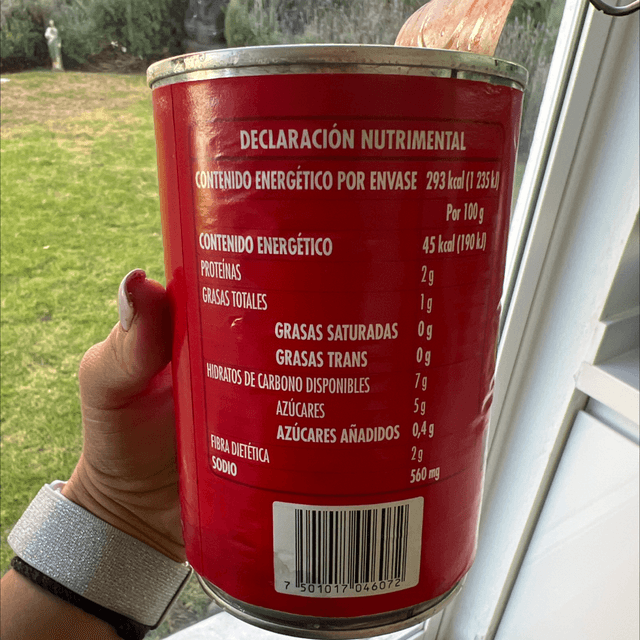 DECLARACIÓN NUTRIMENTAL
CONTENIDO ENERGÉTICO POR ENVASE 293 kcal (1 235 kJ)
Por 100 g
CONTENIDO ENERGÉTICO 45 kcal (190 kJ)
PROTEÍNAS 2 g
GRASAS TOTALES 1 g
GRASAS SATURADAS 0 g
GRASAS TRANS 0 g
HIDRATOS DE CARBONO DISPONIBLES 7 g
AZÚCARES 5 g
AZÚCARES AÑADIDOS 0,4 g
FIBRA DIETÉTICA 2 g
SODIO 560 mg
7 501017 046072